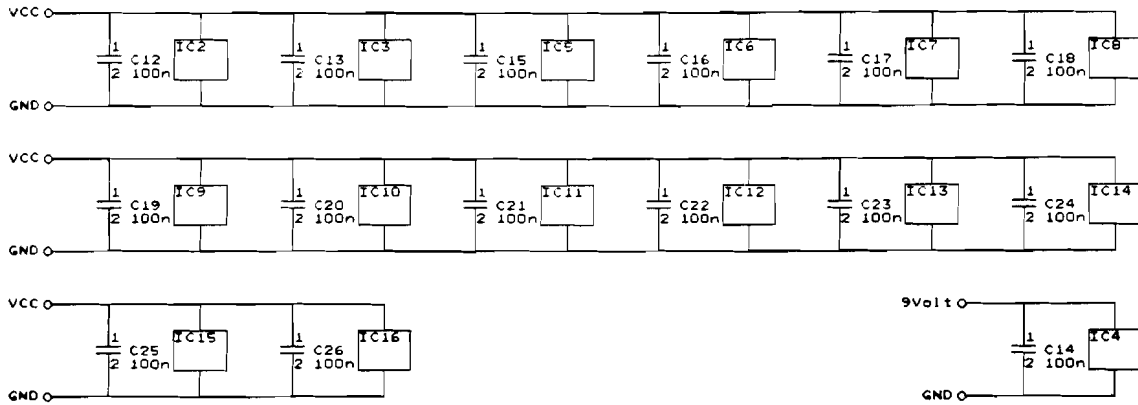 VCC
1 IC2 1 IC3 1 IC5 1 IC6 1 IC7 1 IC8
C12 C13 C15 C16 C17 C18
2 100n 2 100n 2 100n 2 100n 2 100n 2 100n
GND
VCC
1 IC9 1 IC10 1 IC11 1 IC12 1 IC13 1 IC14
C19 C20 C21 C22 C23 C24
2 100n 2 100n 2 100n 2 100n 2 100n 2 100n
GND
VCC 9Volt
1 IC15 1 IC16 1 IC4
C25 C26 C14
2 100n 2 100n 2 100n
GND GND